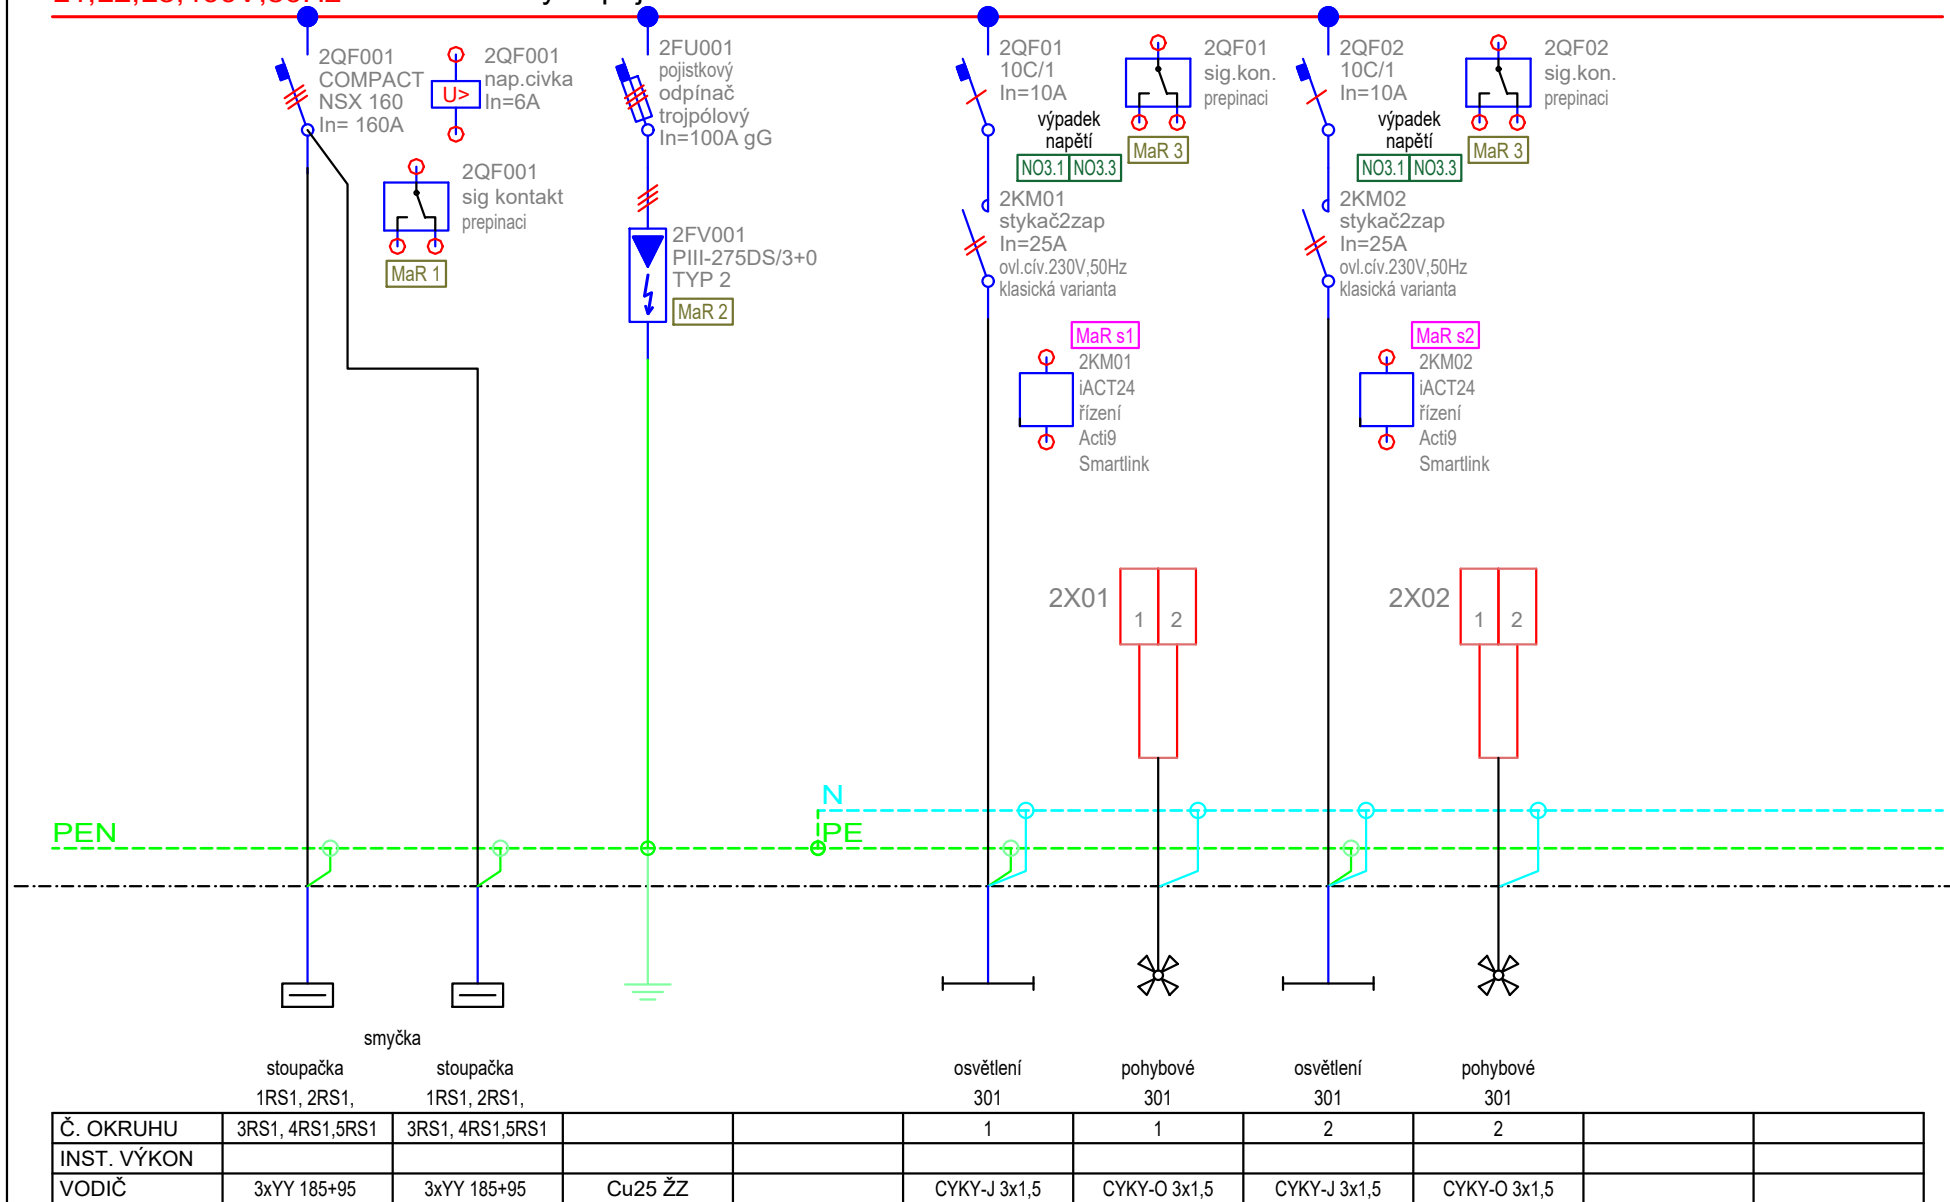 2QF001
COMPACT
NSX 160
In= 160A
2QF001
nap.civka
In=6A
U>
2QF001
sig kontakt
prepinaci
MaR 1
2FU001
pojistkový
odpínač
trojpólový
In=100A gG
2FV001
PIII-275DS/3+0
TYP 2
MaR 2
2QF01
10C/1
In=10A
výpadek
napětí
NO3.1 NO3.3
2QF01
sig.kon.
prepinaci
MaR 3
2KM01
stykač2zap
In=25A
ovl.cív.230V,50Hz
klasická varianta
MaR s1
2KM01
iACT24
řízení
Acti9
Smartlink
2QF02
10C/1
In=10A
výpadek
napětí
NO3.1 NO3.3
2QF02
sig.kon.
prepinaci
MaR 3
2KM02
stykač2zap
In=25A
ovl.cív.230V,50Hz
klasická varianta
MaR s2
2KM02
iACT24
řízení
Acti9
Smartlink
2X01 1 2
2X02 1 2
N
PEN
PE
smyčka
stoupačka stoupačka osvětlení pohybové osvětlení pohybové
1RS1, 2RS1, 1RS1, 2RS1, 301 301 301 301
Č. OKRUHU 3RS1, 4RS1,5RS1 3RS1, 4RS1,5RS1 1 1 2 2
INST. VÝKON
VODIČ 3xYY 185+95 3xYY 185+95 Cu25 ŽZ CYKY-J 3x1,5 CYKY-O 3x1,5 CYKY-J 3x1,5 CYKY-O 3x1,5